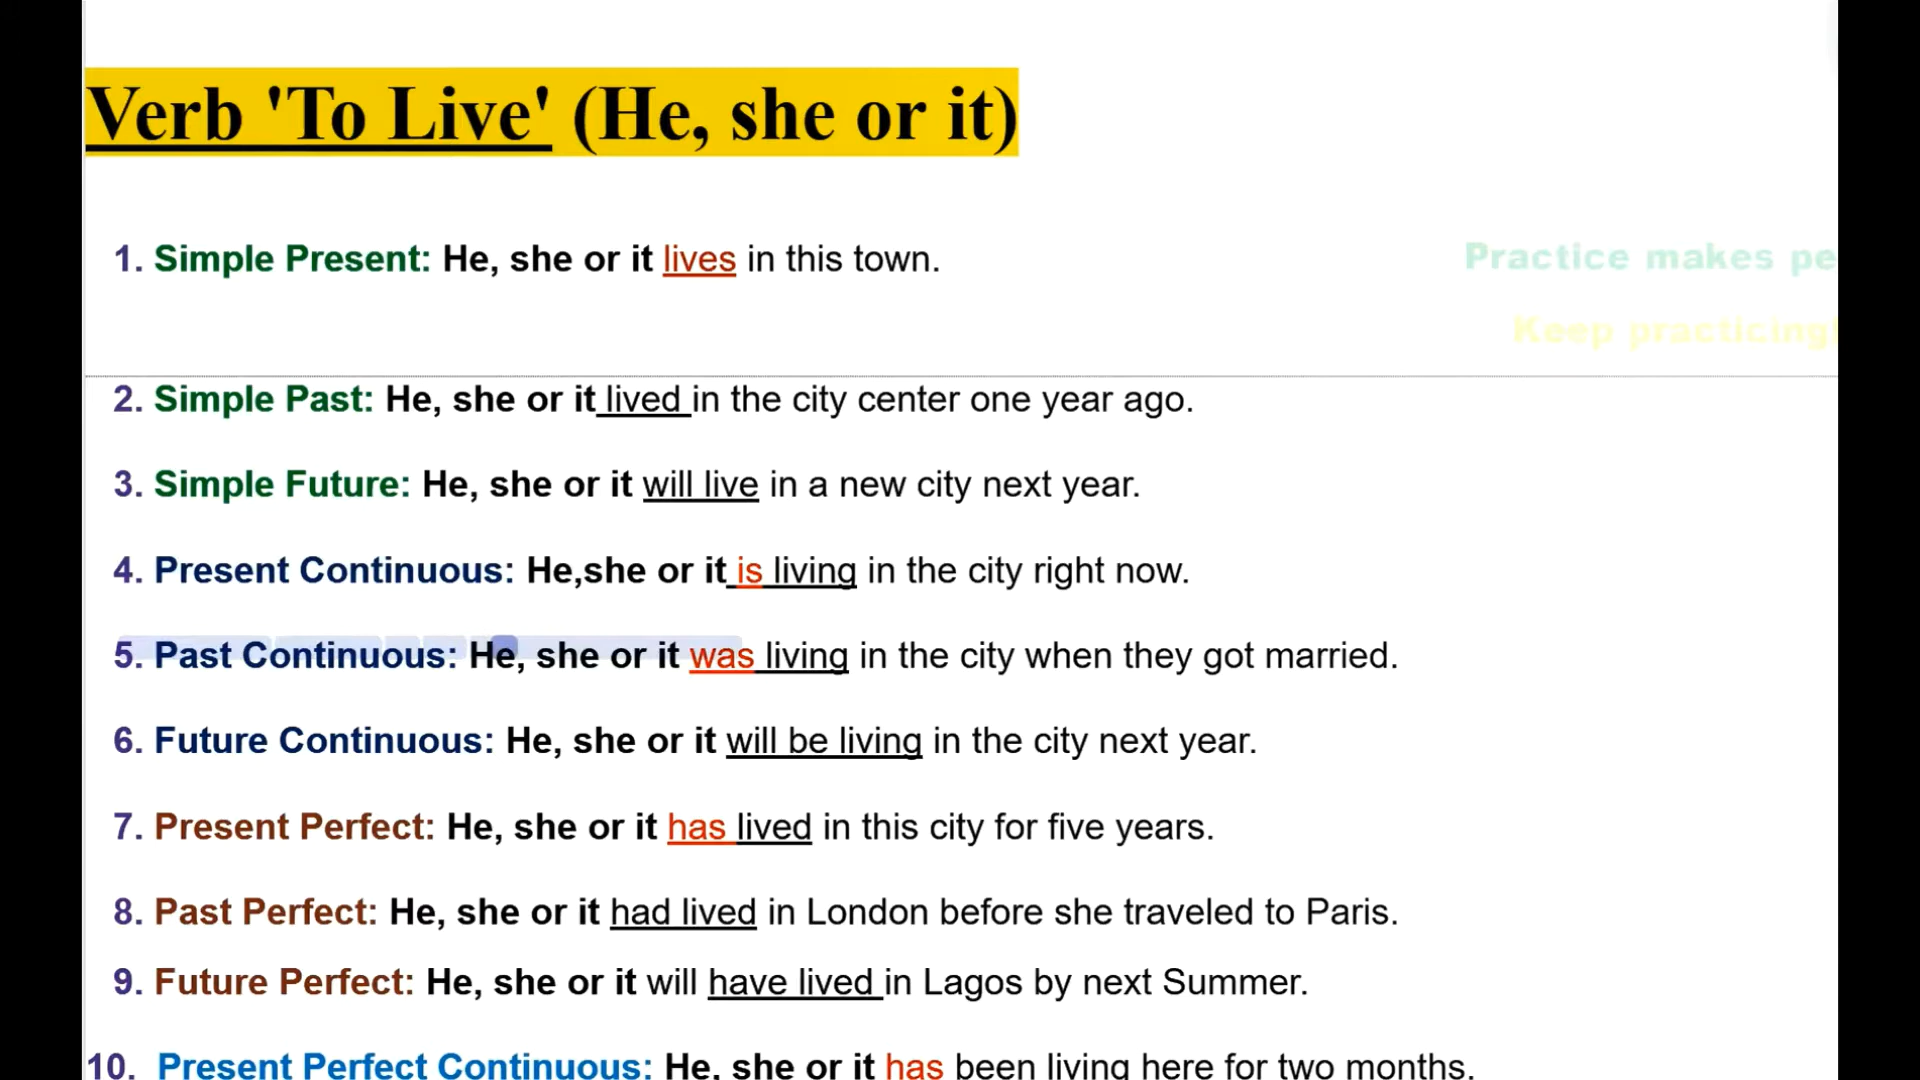 Verb 'To Live' (He, she or it)
1. Simple Present: He, she or it lives in this town.
Practice makes pe
Keep practicing!
2. Simple Past: He, she or it lived in the city center one year ago.
3. Simple Future: He, she or it will live in a new city next year.
4. Present Continuous: He,she or it is living in the city right now.
5. Past Continuous: He, she or it was living in the city when they got married.
6. Future Continuous: He, she or it will be living in the city next year.
7. Present Perfect: He, she or it has lived in this city for five years.
8. Past Perfect: He, she or it had lived in London before she traveled to Paris.
9. Future Perfect: He, she or it will have lived in Lagos by next Summer.
10. Present Perfect Continuous: He, she or it has been living here for two months.